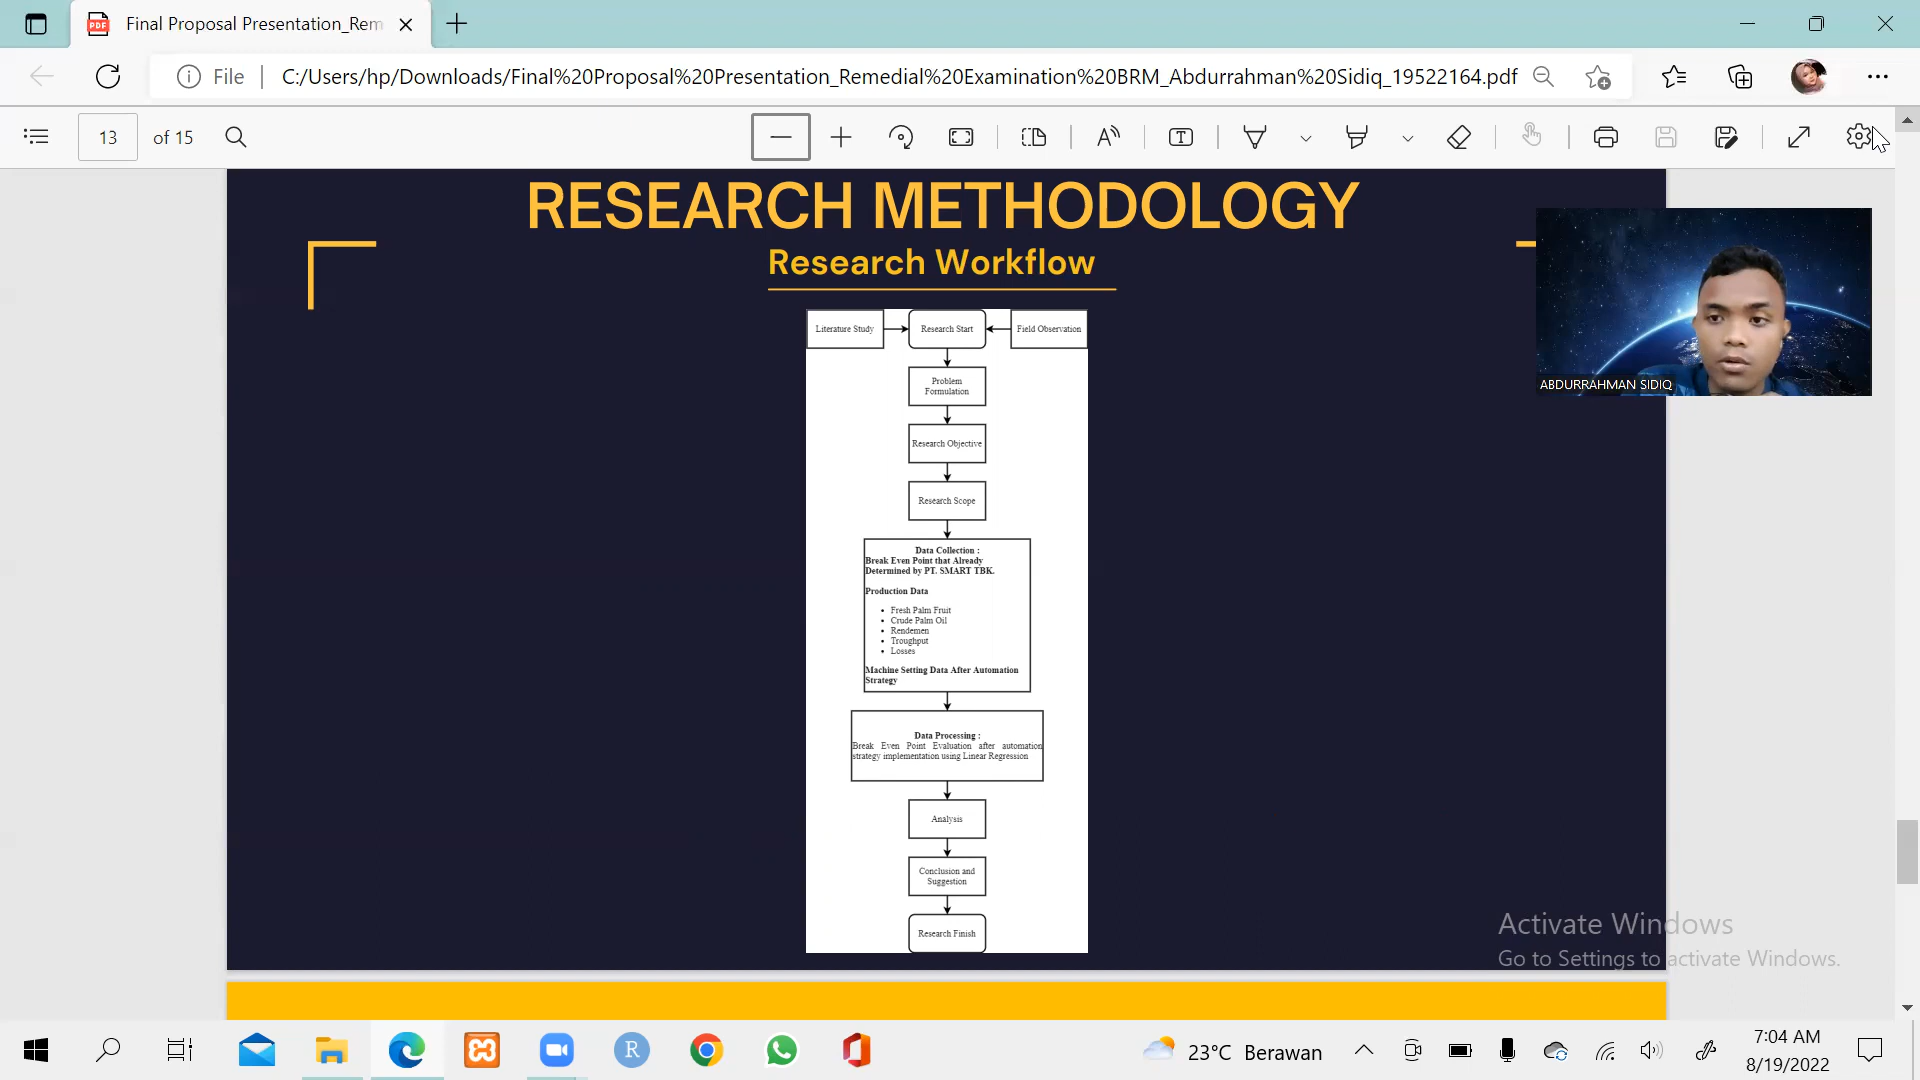 Final Proposal Presentation_Rem
File
C:/Users/hp/Downloads/Final%20Proposal%20Presentation_Remedial%20Examination%20BRM_Abdurrahman%20Sidiq_19522164.pdf
13 of 15
RESEARCH METHODOLOGY
Research Workflow
ABDURRAHMAN SIDIQ
Literature Study
Research Start
Field Observation
Problem
Formulation
Research Objective
Research Scope
Data Collection :
Break Even Point that Already
Determined by PT. SMART TBK.
Production Data
• Fresh Palm Fruit
• Crude Palm Oil
• Rendemen
• Troughput
• Losses
Machine Setting Data After Automation
Strategy
Data Processing :
Break Even Point Evaluation after automation
strategy implementation using Linear Regression
Analysis
Conclusion and
Suggestion
Research Finish
Activate Windows
Go to Settings to activate Windows.
23°C Berawan
7:04 AM
8/19/2022